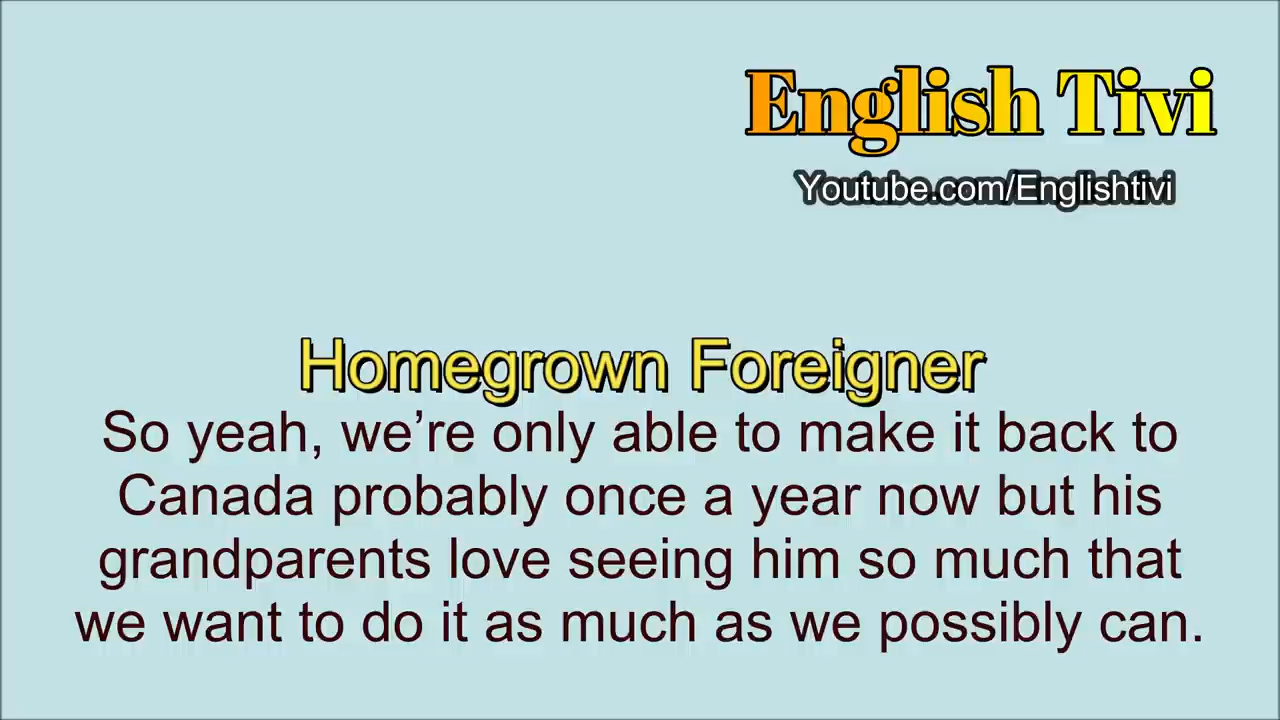 English Tivi
Youtube.com/Englishtivi
Homegrown Foreigner
So yeah, we’re only able to make it back to
Canada probably once a year now but his
grandparents love seeing him so much that
we want to do it as much as we possibly can.